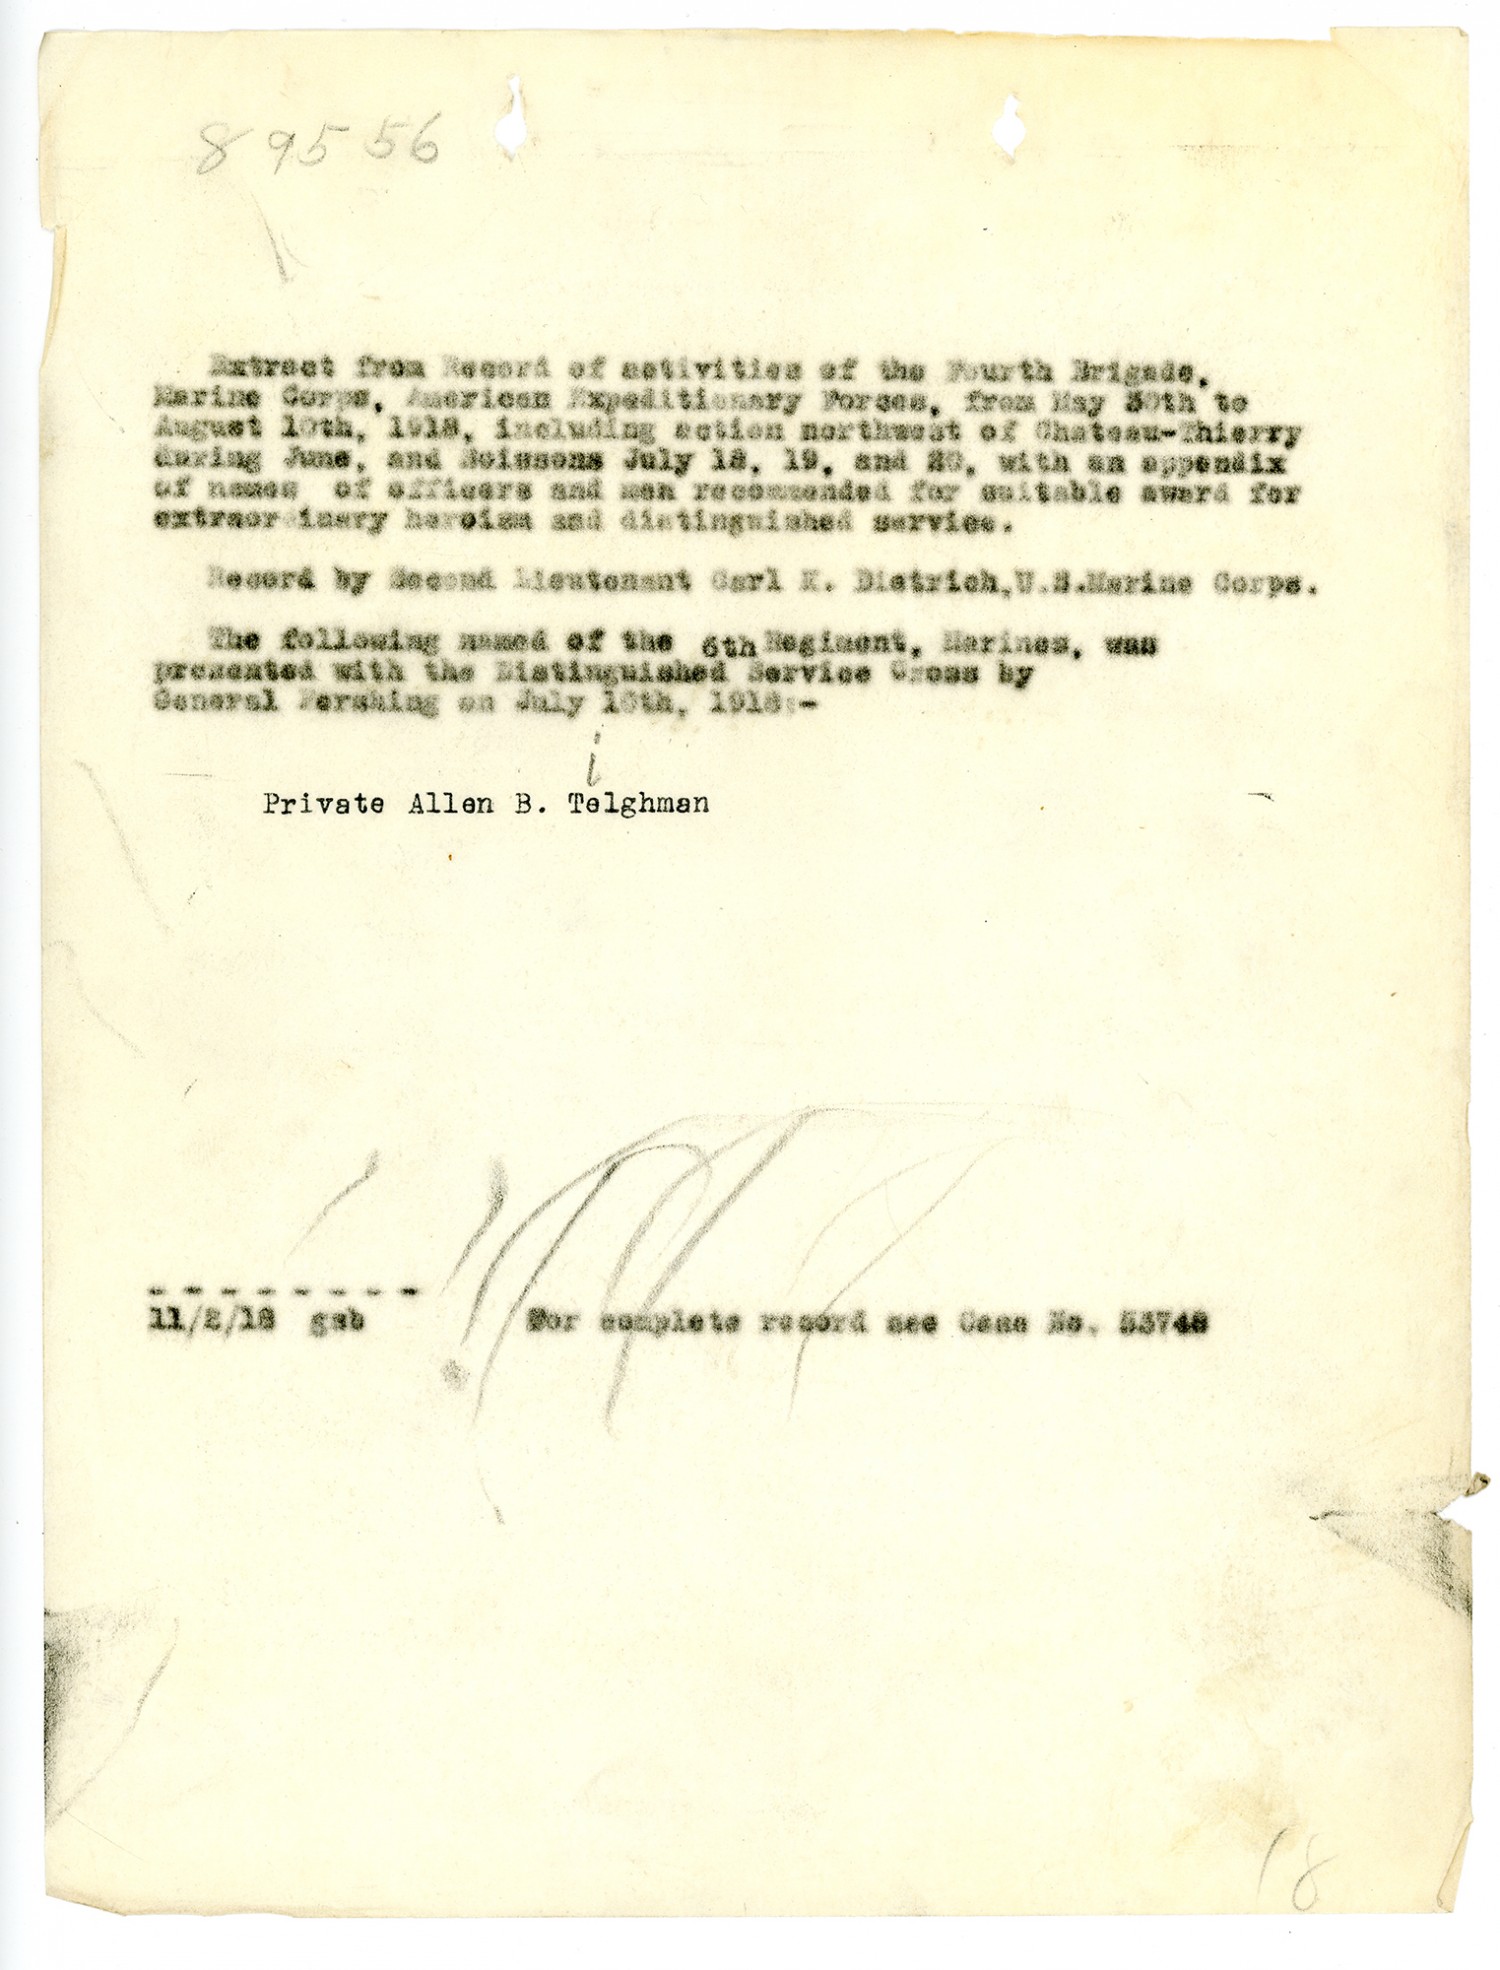 89556
Extract from Record of activities of the Fourth Brigade,
Marine Corps, American Expeditionary Forces, from May 30th to
August 10th, 1918, including action northwest of Chateau-Thierry
during June, and Soissons July 18, 19, and 20, with an appendix
of names of officers and men recommended for suitable award for
extraordinary heroism and distinguished service.
Record by Second Lieutenant Carl K. Dietrich,U.S.Marine Corps.
The following named of the 6th Regiment, Marines, was
presented with the Distinguished Service Cross by
General Pershing on July 10th, 1918:-
i
Private Allen B. Telghman
- - - - - - - -
11/2/18 gsb For complete record see Case No. 53748
18